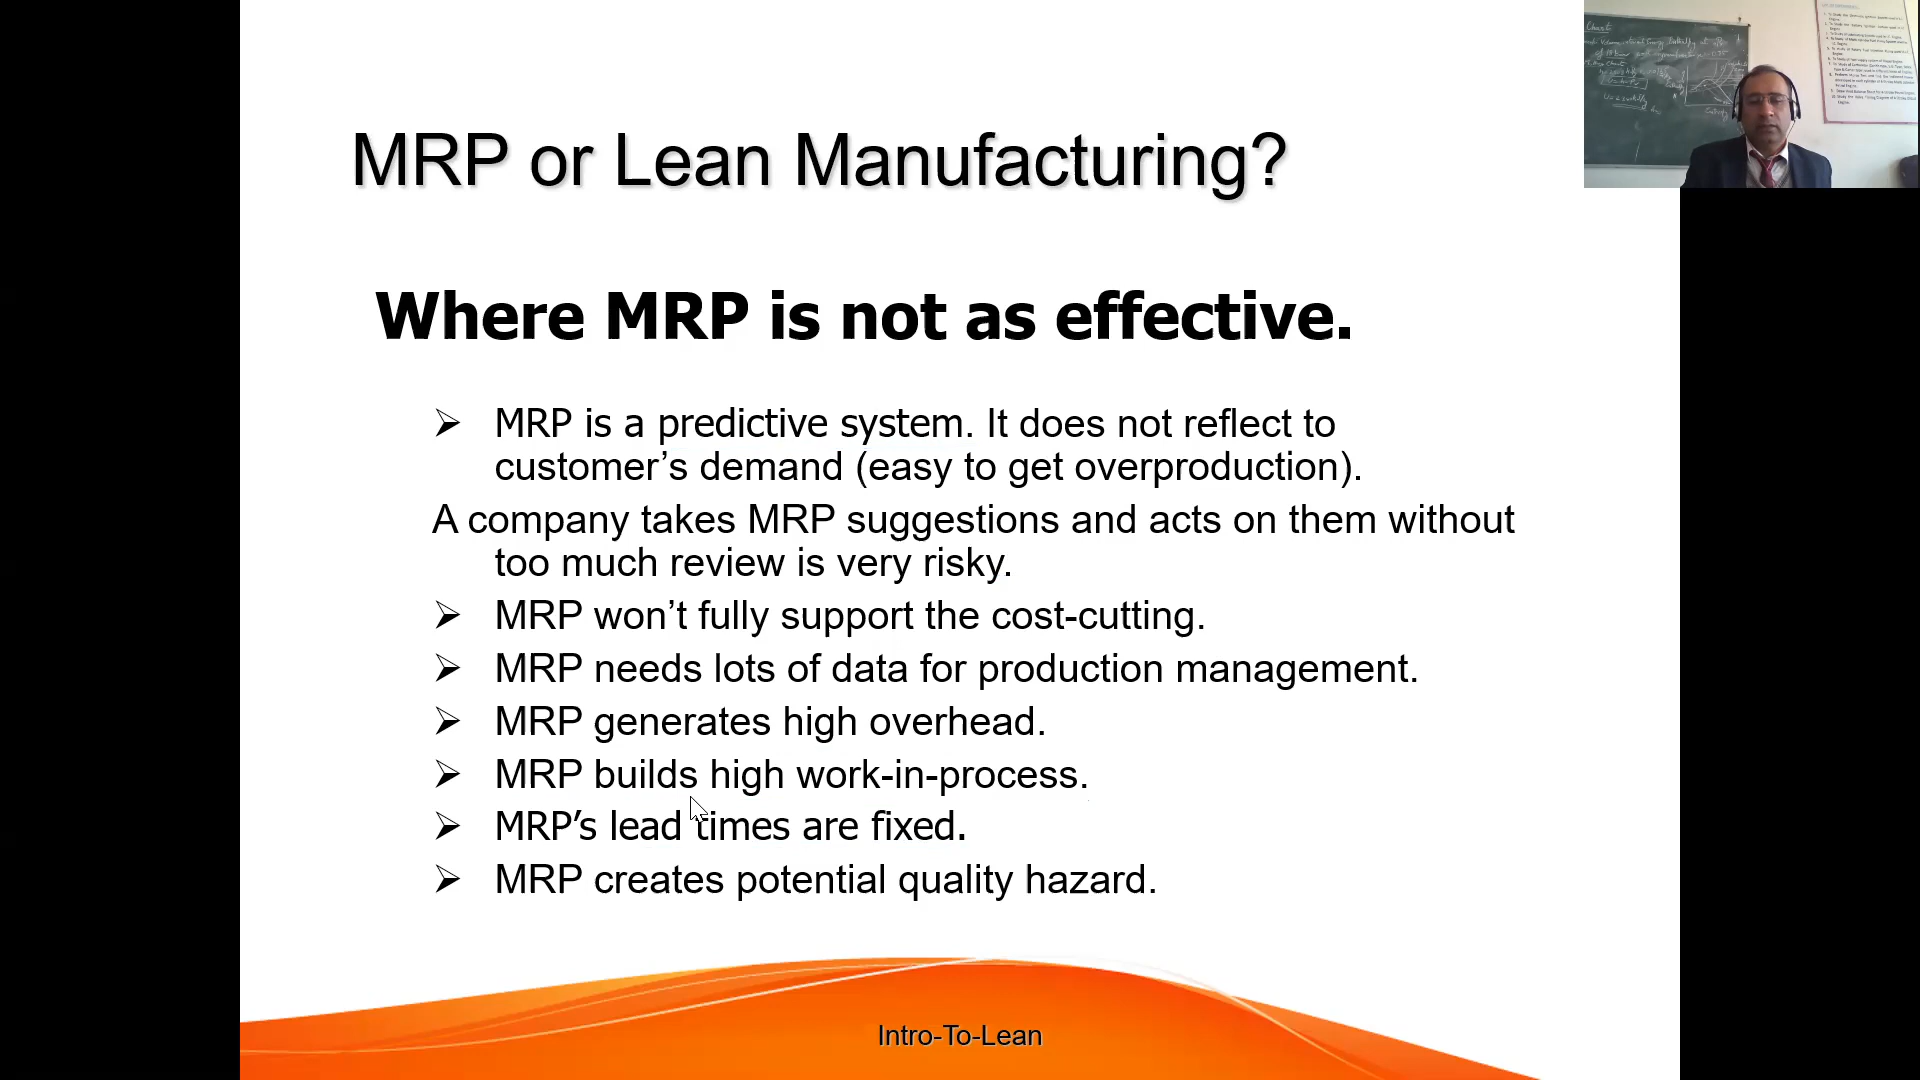 MRP or Lean Manufacturing?
Where MRP is not as effective.
➢ MRP is a predictive system. It does not reflect to
customer’s demand (easy to get overproduction).
A company takes MRP suggestions and acts on them without
too much review is very risky.
➢ MRP won’t fully support the cost-cutting.
➢ MRP needs lots of data for production management.
➢ MRP generates high overhead.
➢ MRP builds high work-in-process.
➢ MRP’s lead times are fixed.
➢ MRP creates potential quality hazard.
Intro-To-Lean
Chart